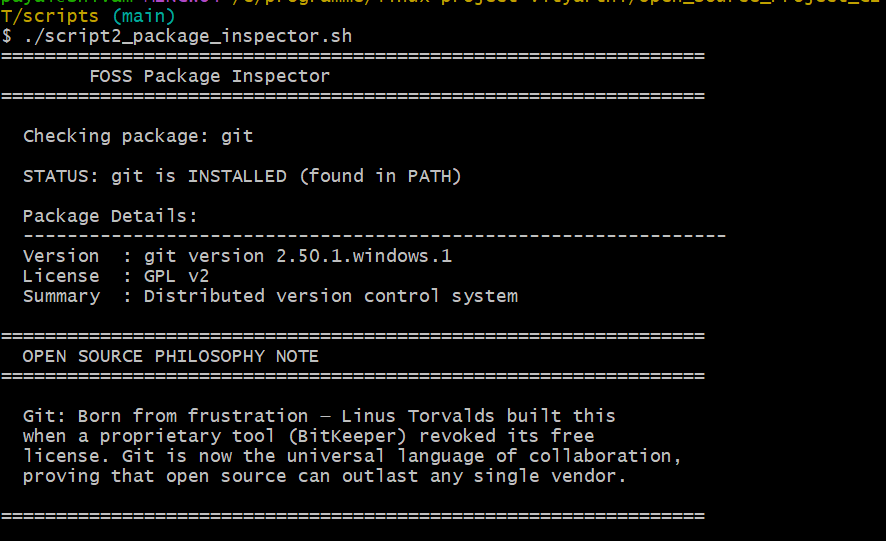 T/scripts (main)
$ ./script2_package_inspector.sh
================================================================
FOSS Package Inspector
================================================================
Checking package: git
STATUS: git is INSTALLED (found in PATH)
Package Details:
----------------------------------------------------------------
Version  : git version 2.50.1.windows.1
License  : GPL v2
Summary  : Distributed version control system
================================================================
OPEN SOURCE PHILOSOPHY NOTE
================================================================
Git: Born from frustration — Linus Torvalds built this
when a proprietary tool (BitKeeper) revoked its free
license. Git is now the universal language of collaboration,
proving that open source can outlast any single vendor.
================================================================